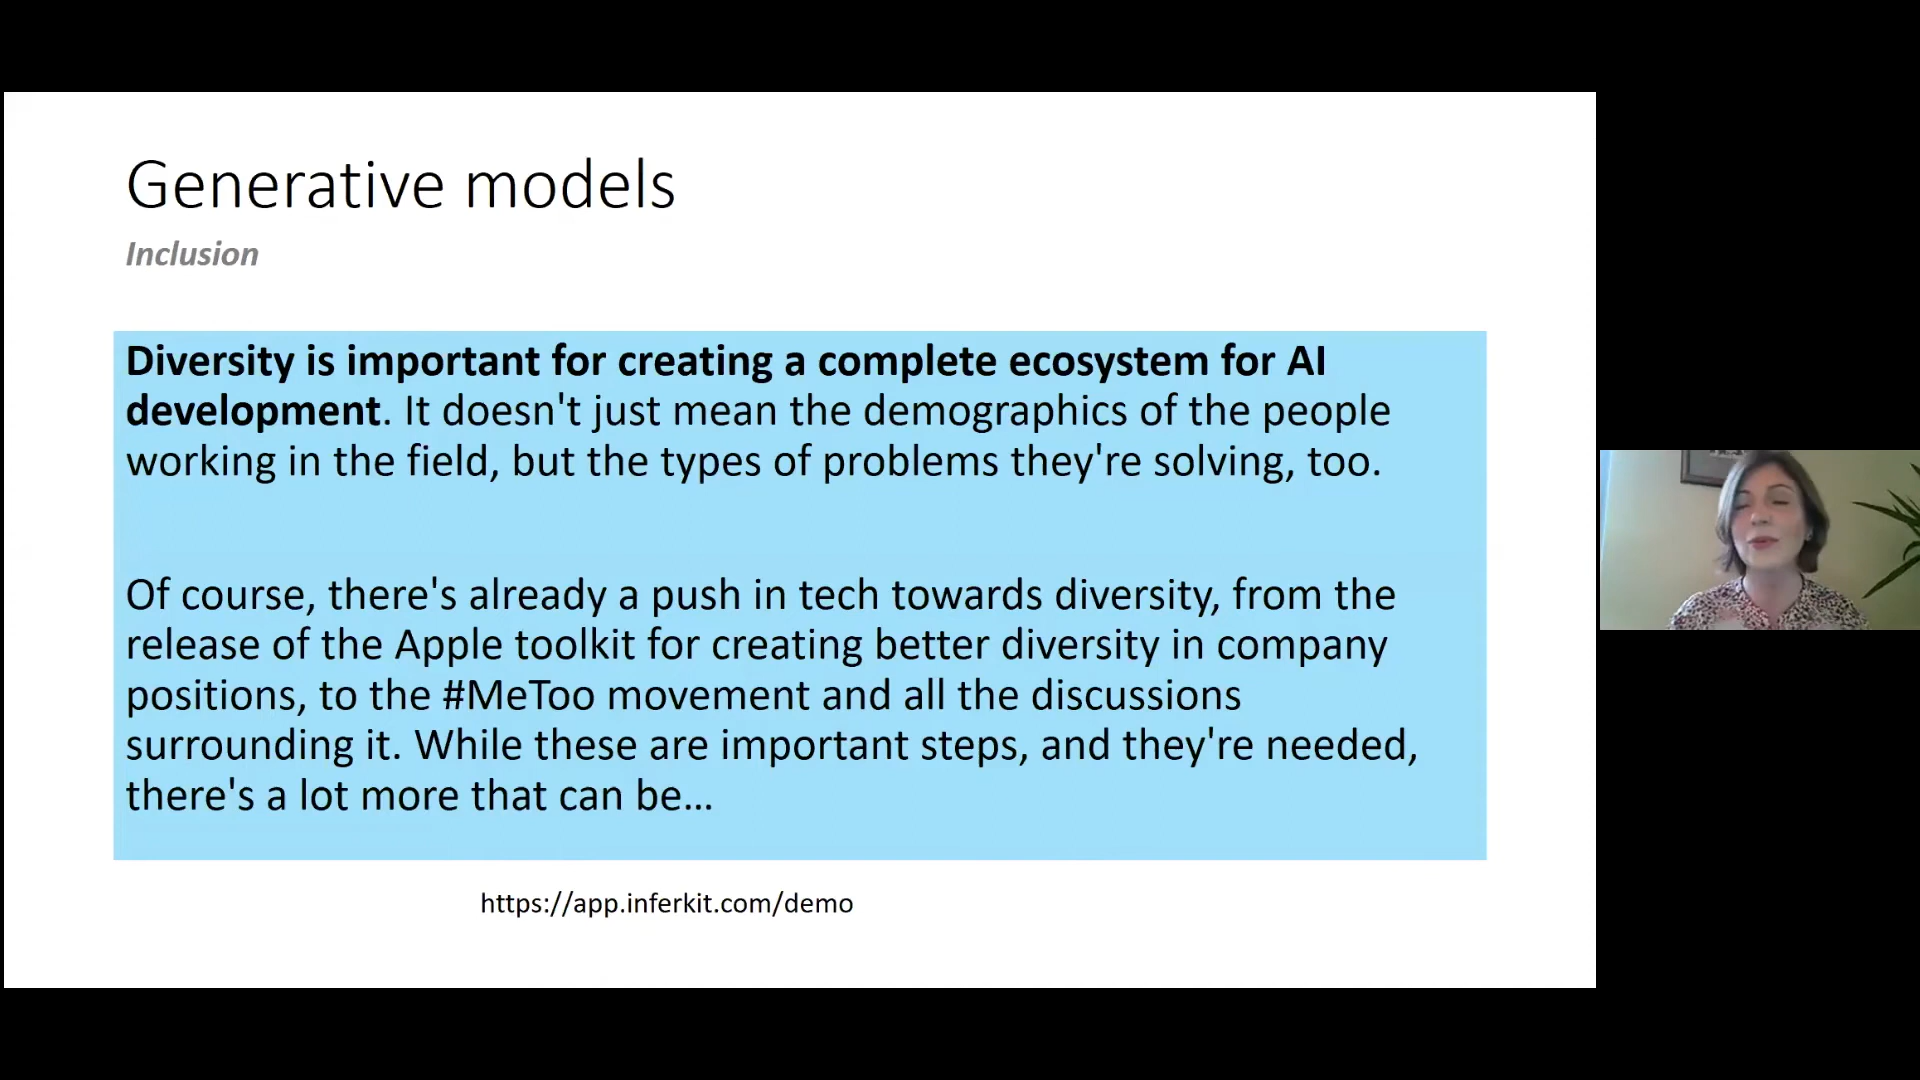 Generative models
Inclusion
Diversity is important for creating a complete ecosystem for AI
development. It doesn't just mean the demographics of the people
working in the field, but the types of problems they're solving, too.
Of course, there's already a push in tech towards diversity, from the
release of the Apple toolkit for creating better diversity in company
positions, to the #MeToo movement and all the discussions
surrounding it. While these are important steps, and they're needed,
there's a lot more that can be…
https://app.inferkit.com/demo